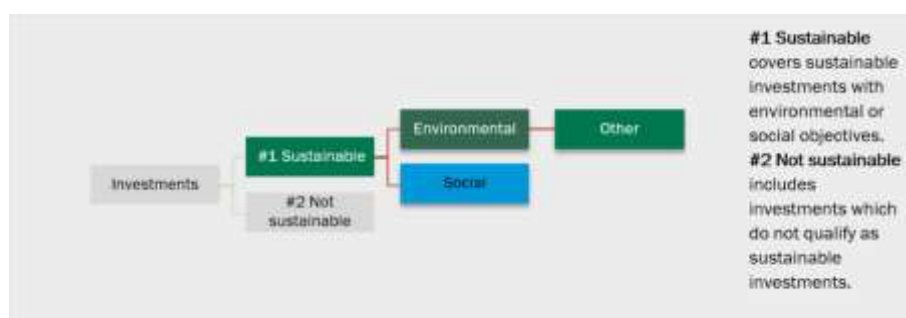 Investments
#1 Sustainable
#2 Not
sustainable
Environmental
Social
Other
#1 Sustainable
covers sustainable
investments with
environmental or
social objectives.
#2 Not sustainable
includes
investments which
do not qualify as
sustainable
investments.